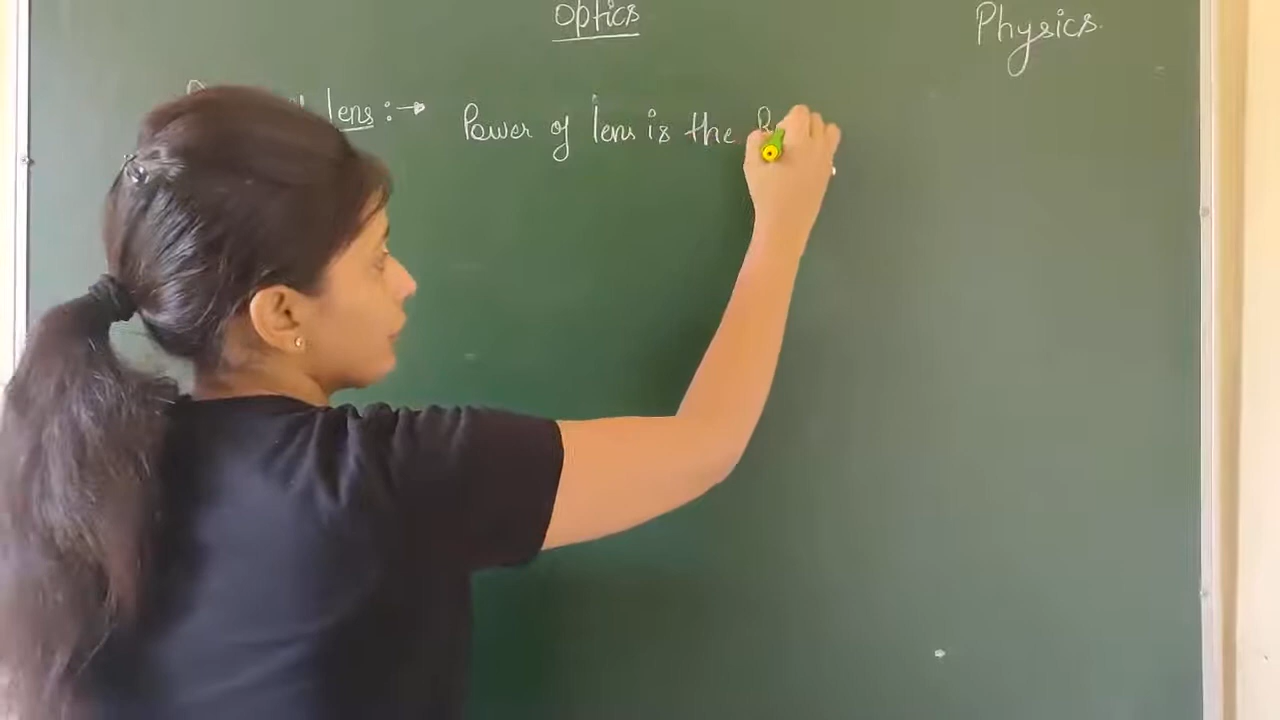 Optics
Physics
lens :→ Power of lens is the